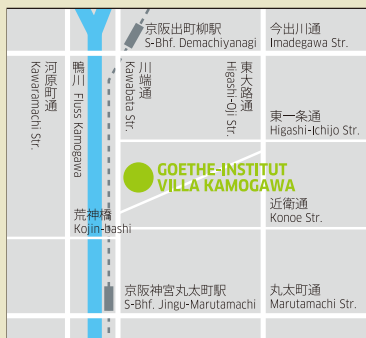 京阪出町柳駅
S-Bhf. Demachiyanagi
今出川通
Imadegawa Str.
河原町通
Kawaramachi Str.
鴨川 Fluss Kamogawa
川端通
Kawabata Str.
東大路通
Higashi-Oji Str.
東一条通
Higashi-Ichijo Str.
GOETHE-INSTITUT
VILLA KAMOGAWA
近衛通
Konoe Str.
荒神橋
Kojin-bashi
京阪神宮丸太町駅
S-Bhf. Jingu-Marutamachi
丸太町通
Marutamachi Str.